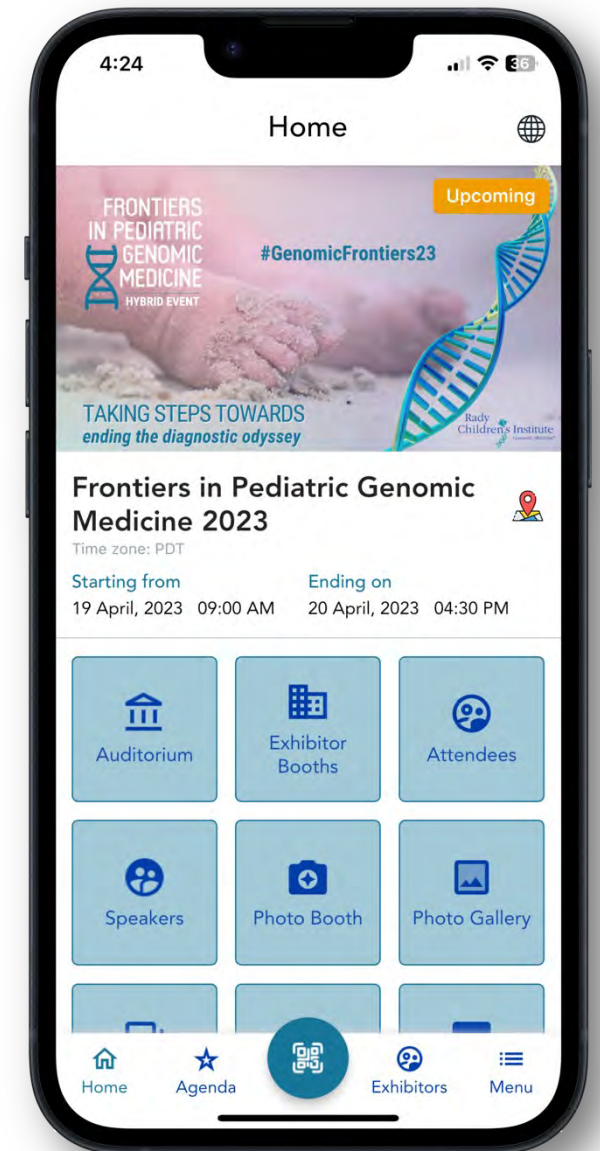 4:24
36
Home
Upcoming
FRONTIERS
IN PEDIATRIC
GENOMIC
MEDICINE
HYBRID EVENT
#GenomicFrontiers23
TAKING STEPS TOWARDS
ending the diagnostic odyssey
Rady
Children's Institute
Frontiers in Pediatric Genomic
Medicine 2023
Time zone: PDT
Starting from
Ending on
19 April, 2023 09:00 AM
20 April, 2023 04:30 PM
Auditorium
Exhibitor
Booths
Attendees
Speakers
Photo Booth
Photo Gallery
Home
Agenda
Exhibitors
Menu